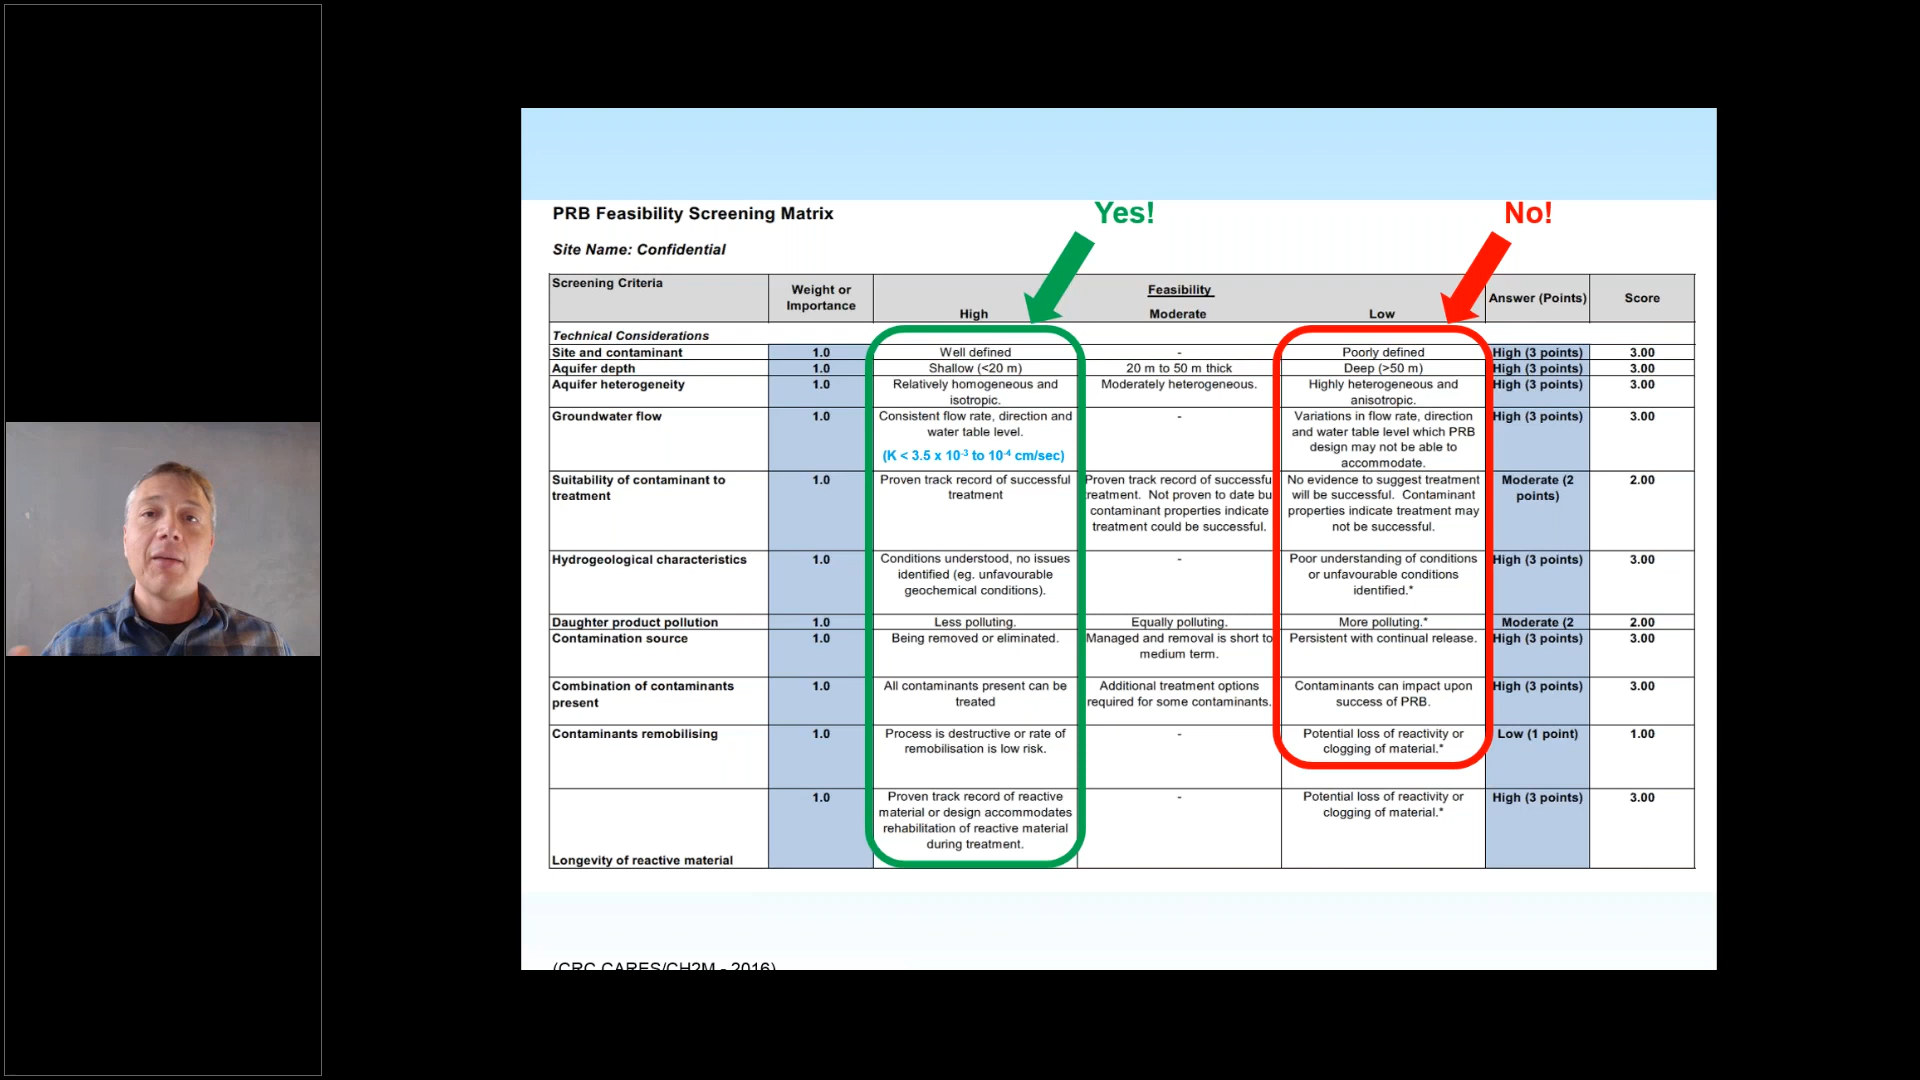 Yes!
No!
PRB Feasibility Screening Matrix
Site Name: Confidential
Screening Criteria
Weight or
Importance
Feasibility
High
Moderate
Low
Answer (Points)
Score
Technical Considerations
Site and contaminant
1.0
Well defined
-
Poorly defined
High (3 points)
3.00
Aquifer depth
1.0
Shallow (<20 m)
20 m to 50 m thick
Deep (>50 m)
High (3 points)
3.00
Aquifer heterogeneity
1.0
Relatively homogeneous and
isotropic.
Moderately heterogeneous.
Highly heterogeneous and
anisotropic.
High (3 points)
3.00
Groundwater flow
1.0
Consistent flow rate, direction and
water table level.
(K < 3.5 x 10⁻³ to 10⁻⁴ cm/sec)
-
Variations in flow rate, direction
and water table level which PRB
design may not be able to
accommodate.
High (3 points)
3.00
Suitability of contaminant to
treatment
1.0
Proven track record of successful
treatment
Proven track record of successfu
treatment. Not proven to date bu
contaminant properties indicate
treatment could be successful.
No evidence to suggest treatment
will be successful. Contaminant
properties indicate treatment may
not be successful.
Moderate (2
points)
2.00
Hydrogeological characteristics
1.0
Conditions understood, no issues
identified (eg. unfavourable
geochemical conditions).
-
Poor understanding of conditions
or unfavourable conditions
identified.*
High (3 points)
3.00
Daughter product pollution
1.0
Less polluting.
Equally polluting.
More polluting.*
Moderate (2
2.00
Contamination source
1.0
Being removed or eliminated.
Managed and removal is short to
medium term.
Persistent with continual release.
High (3 points)
3.00
Combination of contaminants
present
1.0
All contaminants present can be
treated
Additional treatment options
required for some contaminants.
Contaminants can impact upon
success of PRB.
High (3 points)
3.00
Contaminants remobilising
1.0
Process is destructive or rate of
remobilisation is low risk.
-
Potential loss of reactivity or
clogging of material.*
Low (1 point)
1.00
Longevity of reactive material
1.0
Proven track record of reactive
material or design accommodates
rehabilitation of reactive material
during treatment.
-
Potential loss of reactivity or
clogging of material.*
High (3 points)
3.00
(CRC CARES/CH2M - 2016)